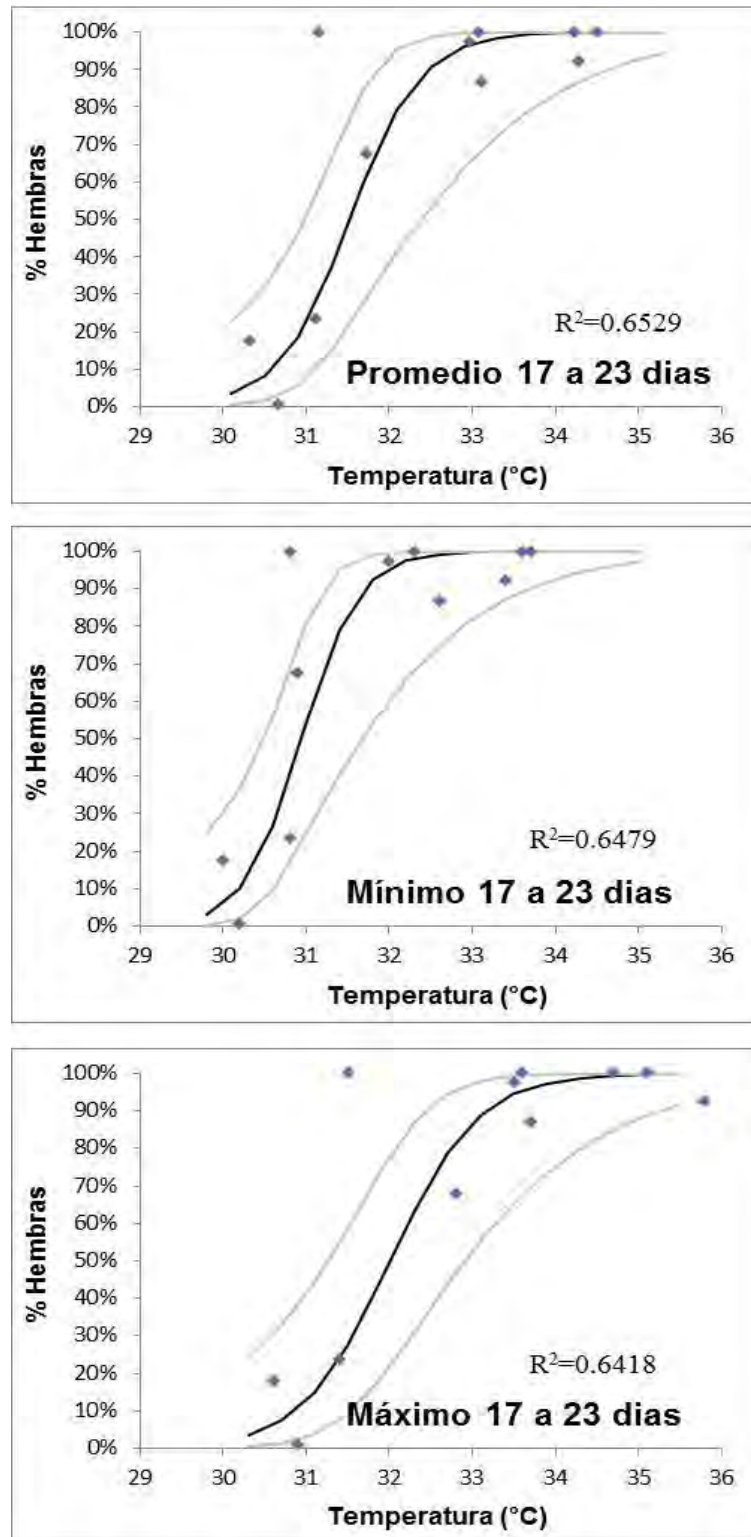 100%
90%
80%
70%
60%
50%
40%
30%
20%
10%
0%
% Hembras
R²=0.6529
Promedio 17 a 23 dias
29 30 31 32 33 34 35 36
Temperatura (°C)
100%
90%
80%
70%
60%
50%
40%
30%
20%
10%
0%
% Hembras
R²=0.6479
Mínimo 17 a 23 dias
29 30 31 32 33 34 35 36
Temperatura (°C)
100%
90%
80%
70%
60%
50%
40%
30%
20%
10%
0%
% Hembras
R²=0.6418
Máximo 17 a 23 dias
29 30 31 32 33 34 35 36
Temperatura (°C)